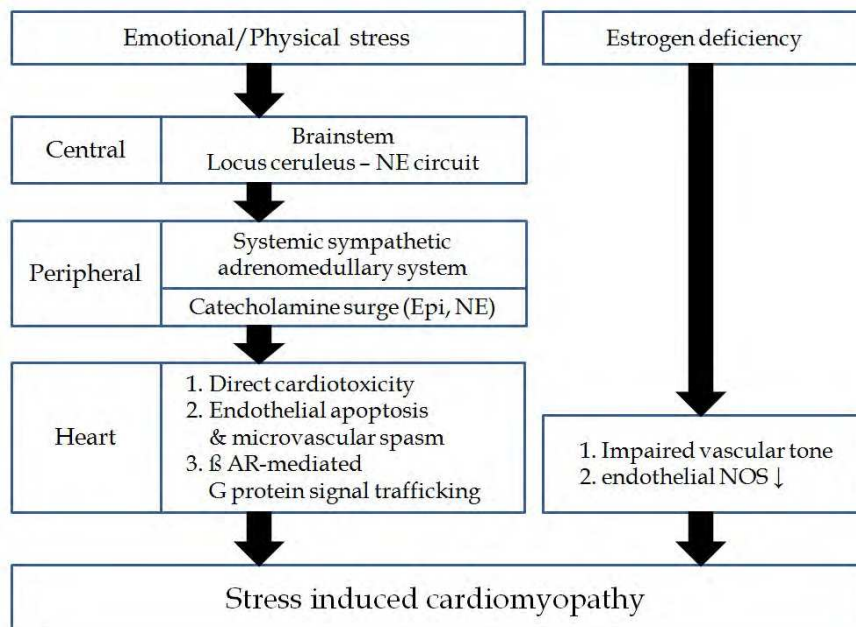 Emotional/Physical stress
Estrogen deficiency
Central
Brainstem
Locus ceruleus – NE circuit
Peripheral
Systemic sympathetic
adrenomedullary system
Catecholamine surge (Epi, NE)
Heart
1. Direct cardiotoxicity
2. Endothelial apoptosis
& microvascular spasm
3. ß AR-mediated
G protein signal trafficking
1. Impaired vascular tone
2. endothelial NOS ↓
Stress induced cardiomyopathy